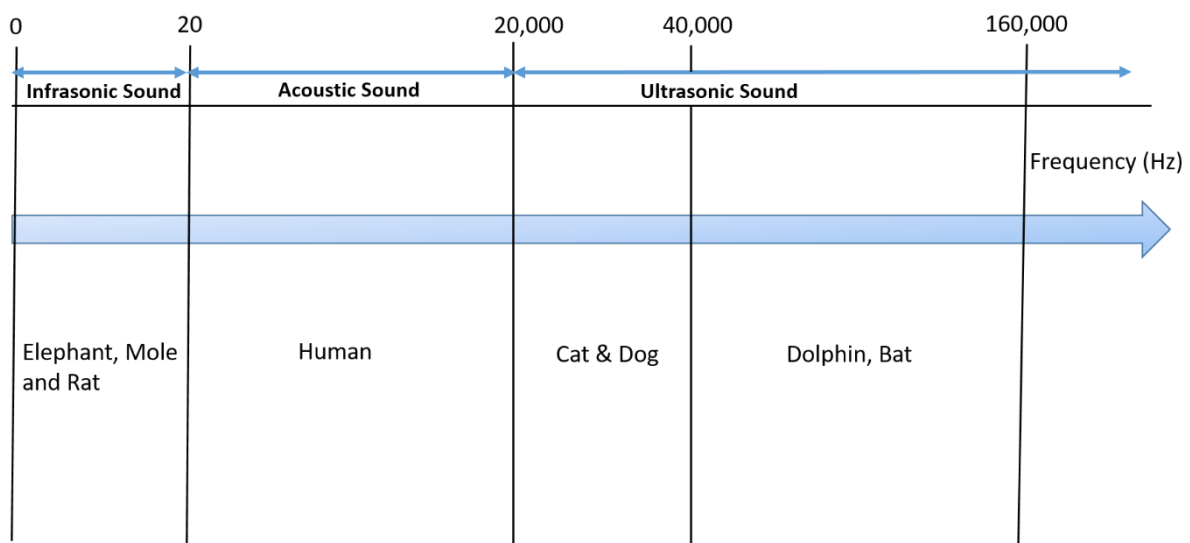 0 20 20,000 40,000 160,000
Infrasonic Sound Acoustic Sound Ultrasonic Sound
Frequency (Hz)
Elephant, Mole
and Rat
Human
Cat & Dog
Dolphin, Bat